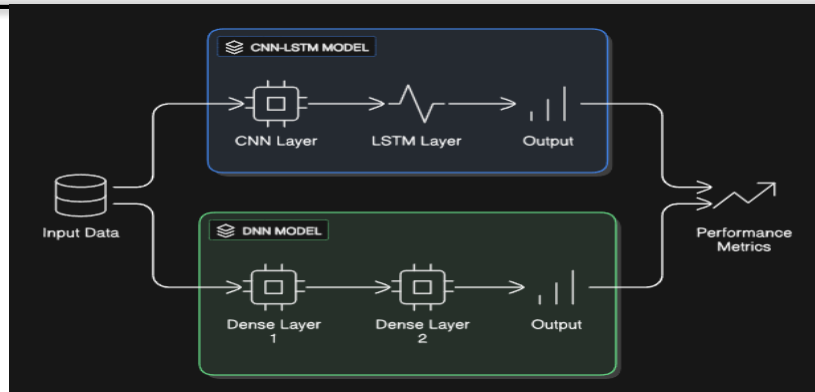 CNN-LSTM MODEL
CNN Layer
LSTM Layer
Output
Input Data
Performance
Metrics
DNN MODEL
Dense Layer
1
Dense Layer
2
Output